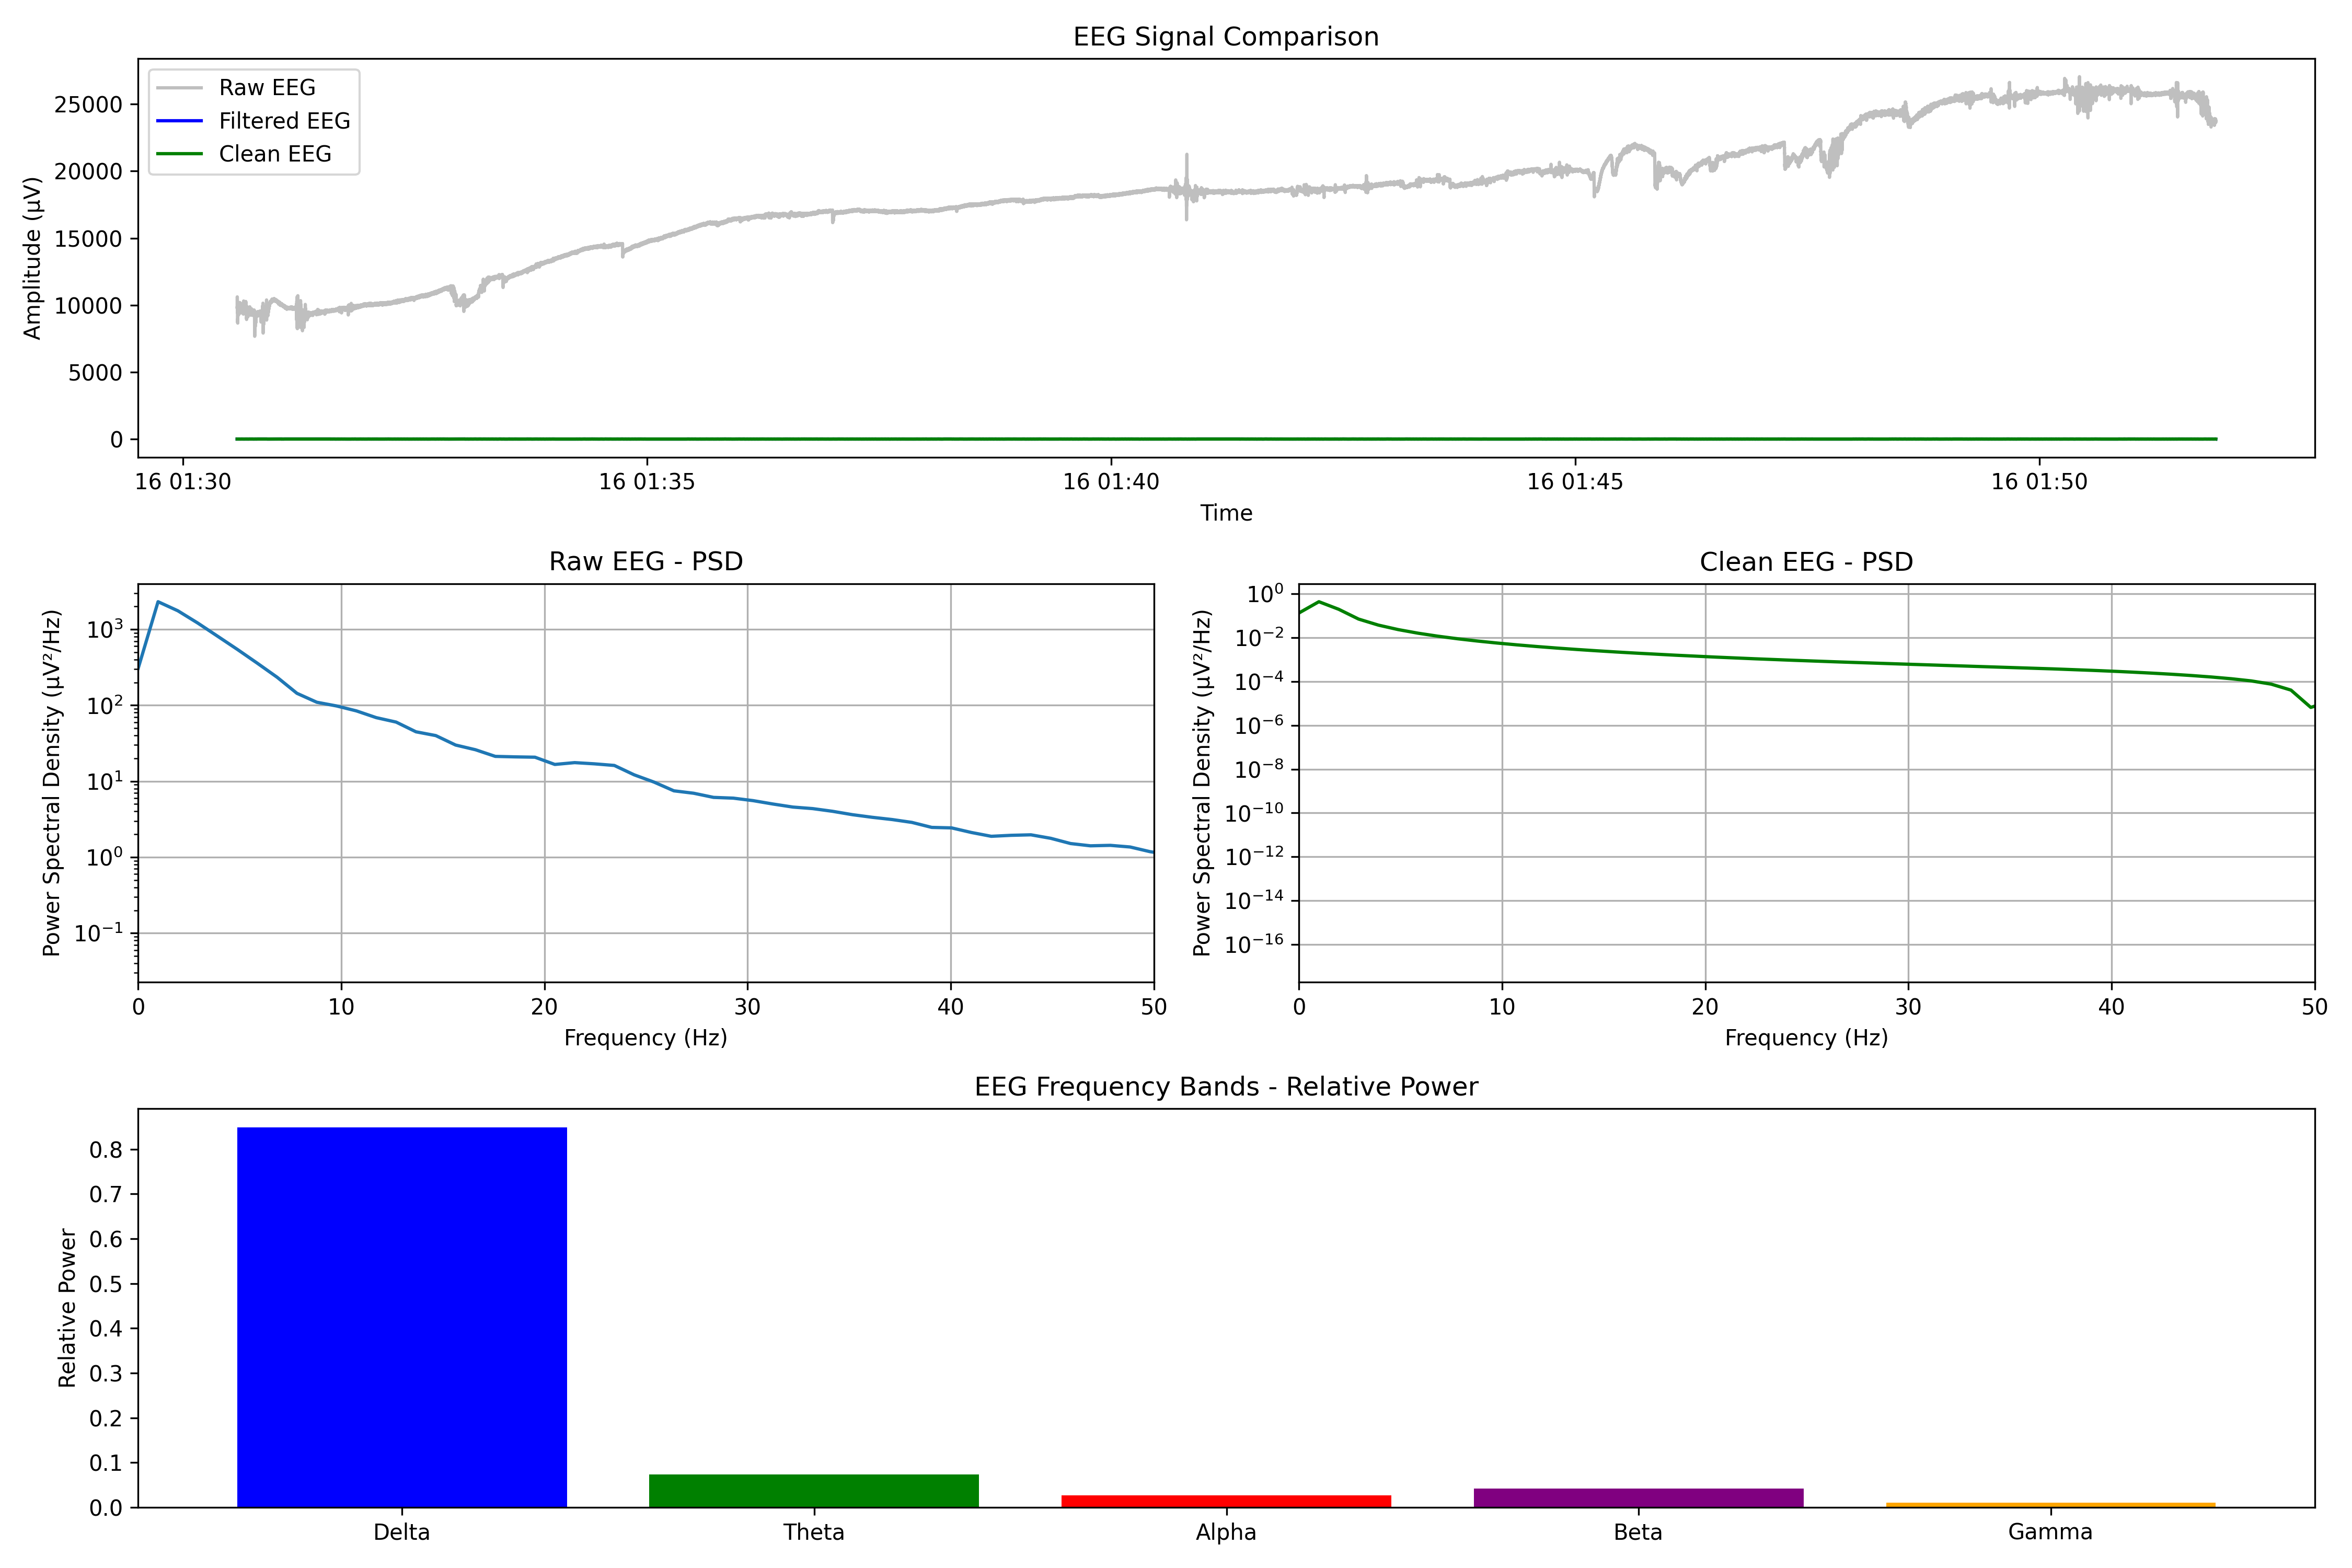 EEG Signal Comparison
Raw EEG
Filtered EEG
Clean EEG
Amplitude (µV)
25000
20000
15000
10000
5000
0
16 01:30
16 01:35
16 01:40
16 01:45
16 01:50
Time
Raw EEG - PSD
Power Spectral Density (µV²/Hz)
10³
10²
10¹
10⁰
10⁻¹
0
10
20
30
40
50
Frequency (Hz)
Clean EEG - PSD
Power Spectral Density (µV²/Hz)
10⁰
10⁻²
10⁻⁴
10⁻⁶
10⁻⁸
10⁻¹⁰
10⁻¹²
10⁻¹⁴
10⁻¹⁶
0
10
20
30
40
50
Frequency (Hz)
EEG Frequency Bands - Relative Power
Relative Power
0.8
0.7
0.6
0.5
0.4
0.3
0.2
0.1
0.0
Delta
Theta
Alpha
Beta
Gamma